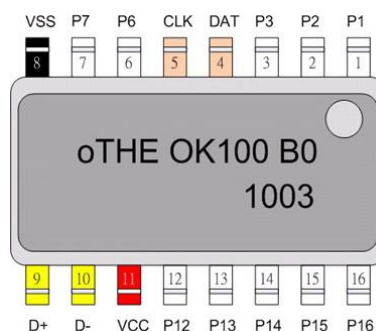 VSS P7 P6 CLK DAT P3 P2 P1
8 7 6 5 4 3 2 1
oTHE OK100 B0
1003
9 10 11 12 13 14 15 16
D+ D- VCC P12 P13 P14 P15 P16